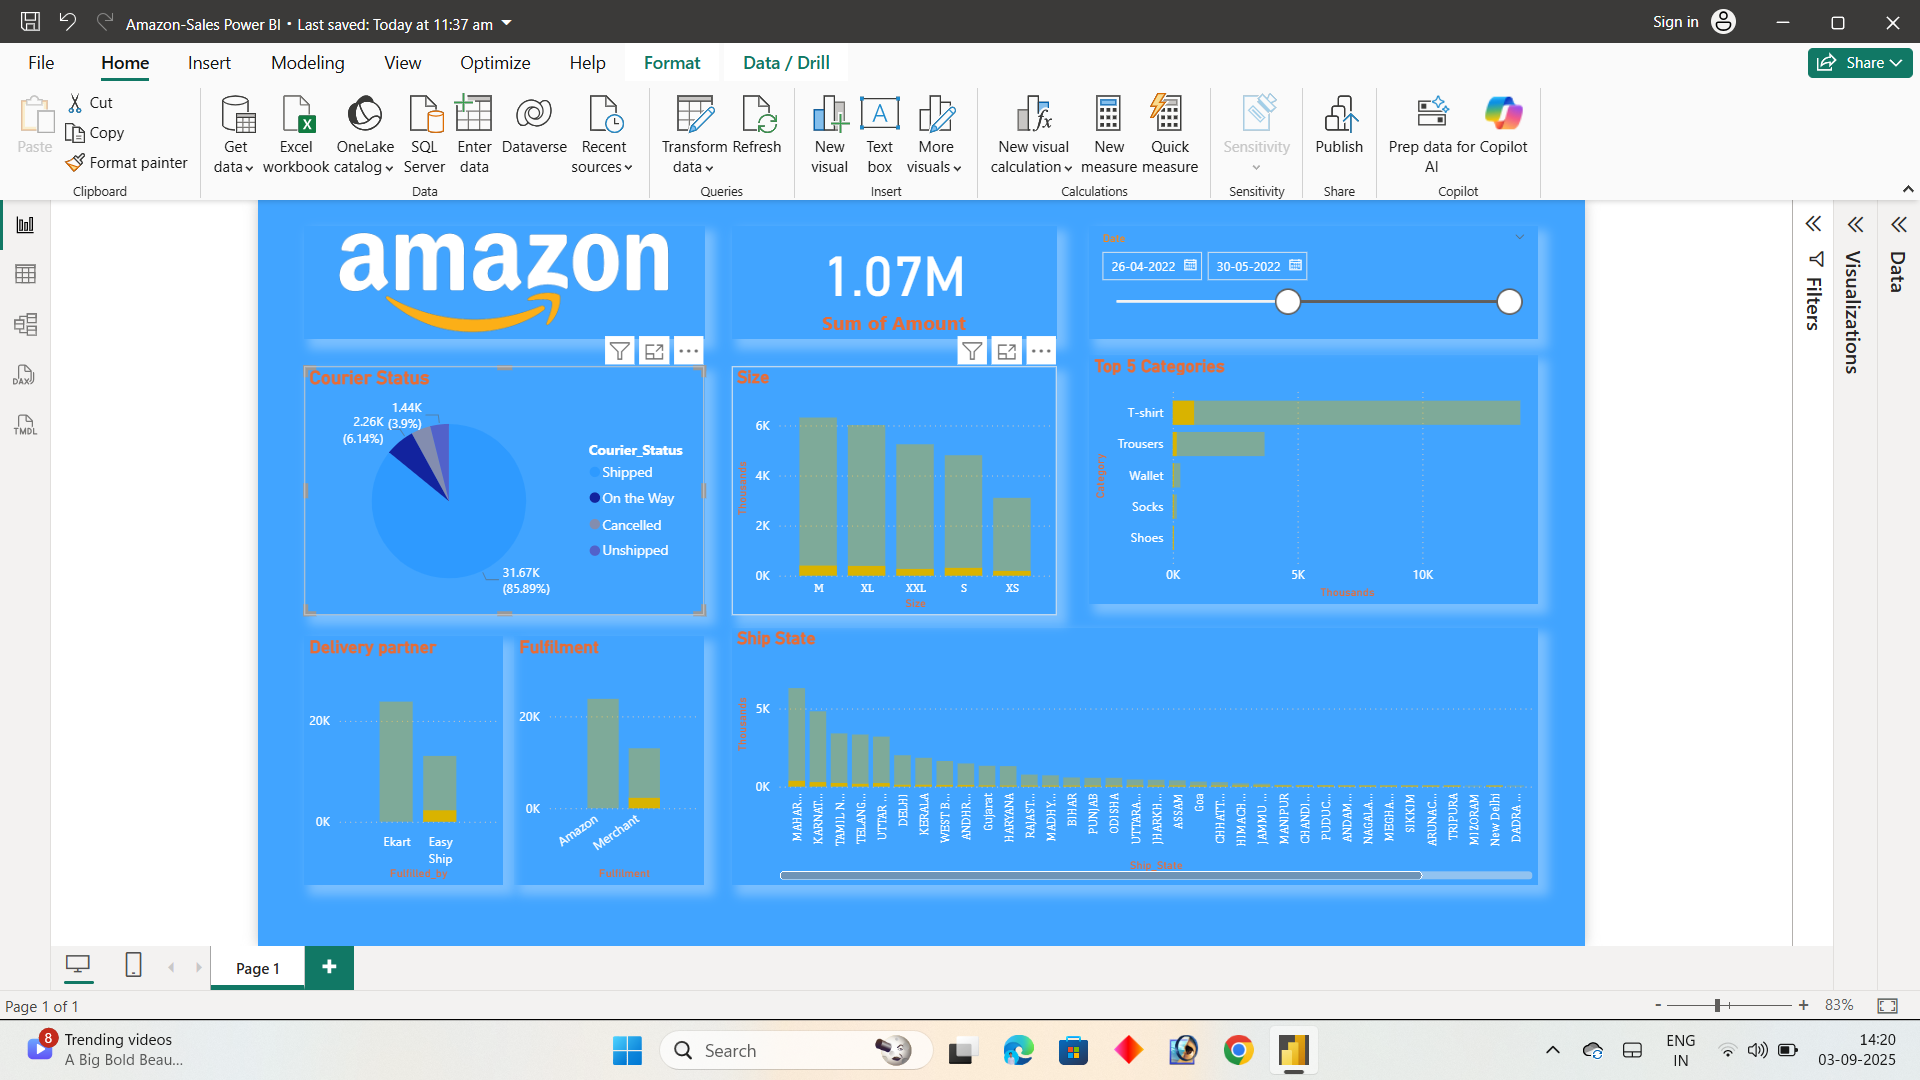 Amazon-Sales Power BI • Last saved: Today at 11:37 am
Sign in
File Home Insert Modeling View Optimize Help Format Data / Drill
Share
Paste
Cut
Copy
Format painter
Clipboard
Get data
Excel workbook
OneLake catalog
SQL Server
Enter data
Dataverse
Recent sources
Data
Transform data
Refresh
Queries
New visual
Text box
More visuals
Insert
New visual calculation
New measure
Quick measure
Calculations
Sensitivity
Sensitivity
Publish
Share
Prep data for AI
Copilot
Copilot
amazon
1.07M
Sum of Amount
Date
26-04-2022
30-05-2022
Filters
Visualizations
Data
Courier Status
1.44K
(3.9%)
2.26K
(6.14%)
31.67K
(85.89%)
Courier_Status
Shipped
On the Way
Cancelled
Unshipped
Size
Thousands
6K
4K
2K
0K
M XL XXL S XS
Size
Top 5 Categories
Category
T-shirt
Trousers
Wallet
Socks
Shoes
0K 5K 10K
Thousands
Delivery partner
20K
0K
Ekart
Easy Ship
Fulfilled_by
Fulfilment
20K
0K
Amazon
Merchant
Fulfilment
Ship State
Thousands
5K
0K
MAHAR...
KARNAT...
TAMIL N...
TELANG...
UTTAR ...
DELHI
KERALA
WEST B...
ANDHR...
Gujarat
HARYANA
RAJAST...
MADHY...
BIHAR
PUNJAB
ODISHA
UTTARA...
JHARKH...
ASSAM
Goa
CHHATT...
HIMACH...
JAMMU ...
MANIPUR
CHANDI...
PUDUC...
ANDAM...
NAGALA...
MEGHA...
SIKKIM
ARUNAC...
TRIPURA
MIZORAM
New Delhi
DADRA ...
Ship_State
Page 1
Page 1 of 1
83%
8
Trending videos
A Big Bold Beau...
Search
ENG
IN
14:20
03-09-2025